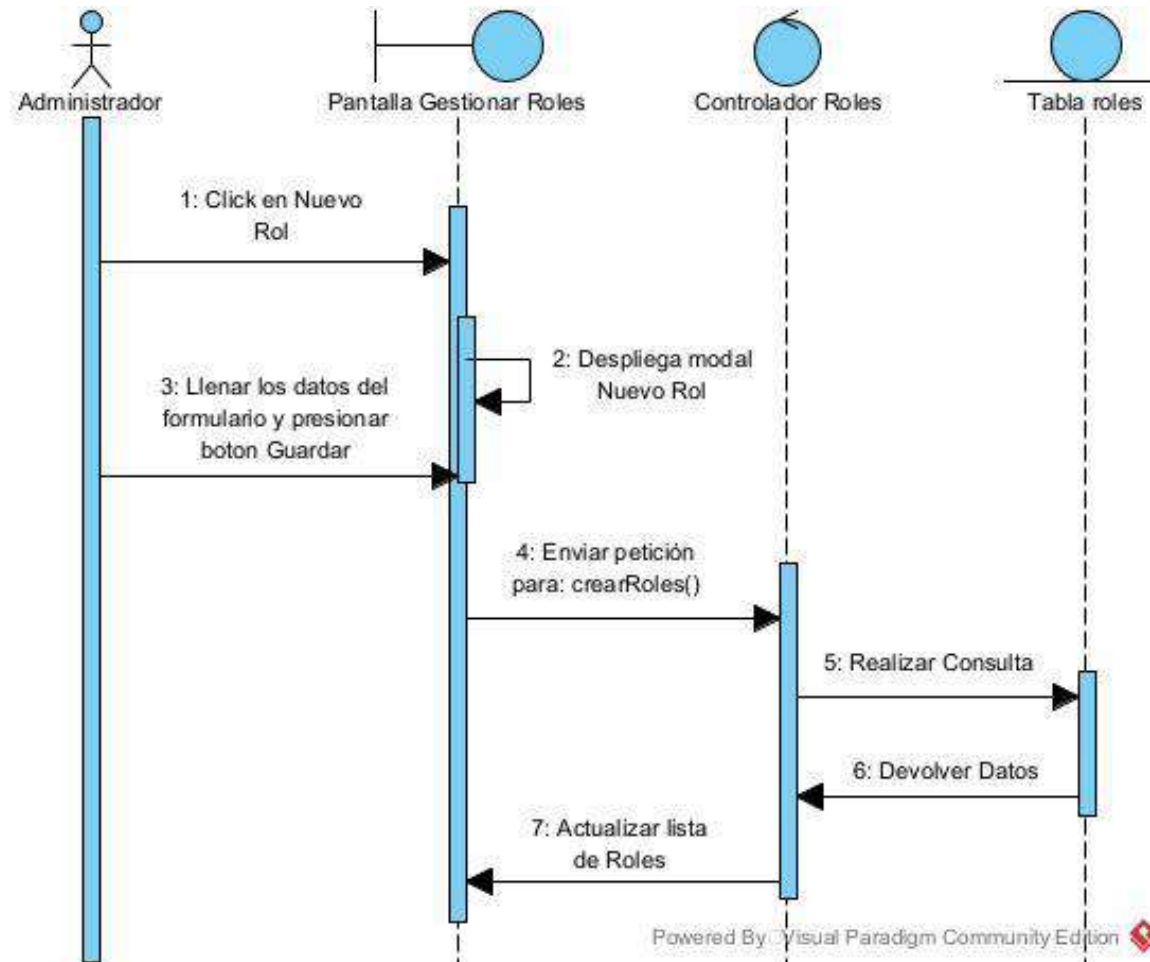 Administrador
Pantalla Gestionar Roles
Controlador Roles
Tabla roles
1: Click en Nuevo
Rol
2: Despliega modal
Nuevo Rol
3: Llenar los datos del
formulario y presionar
boton Guardar
4: Enviar petición
para: crearRoles()
5: Realizar Consulta
6: Devolver Datos
7: Actualizar lista
de Roles
Powered By Visual Paradigm Community Edition